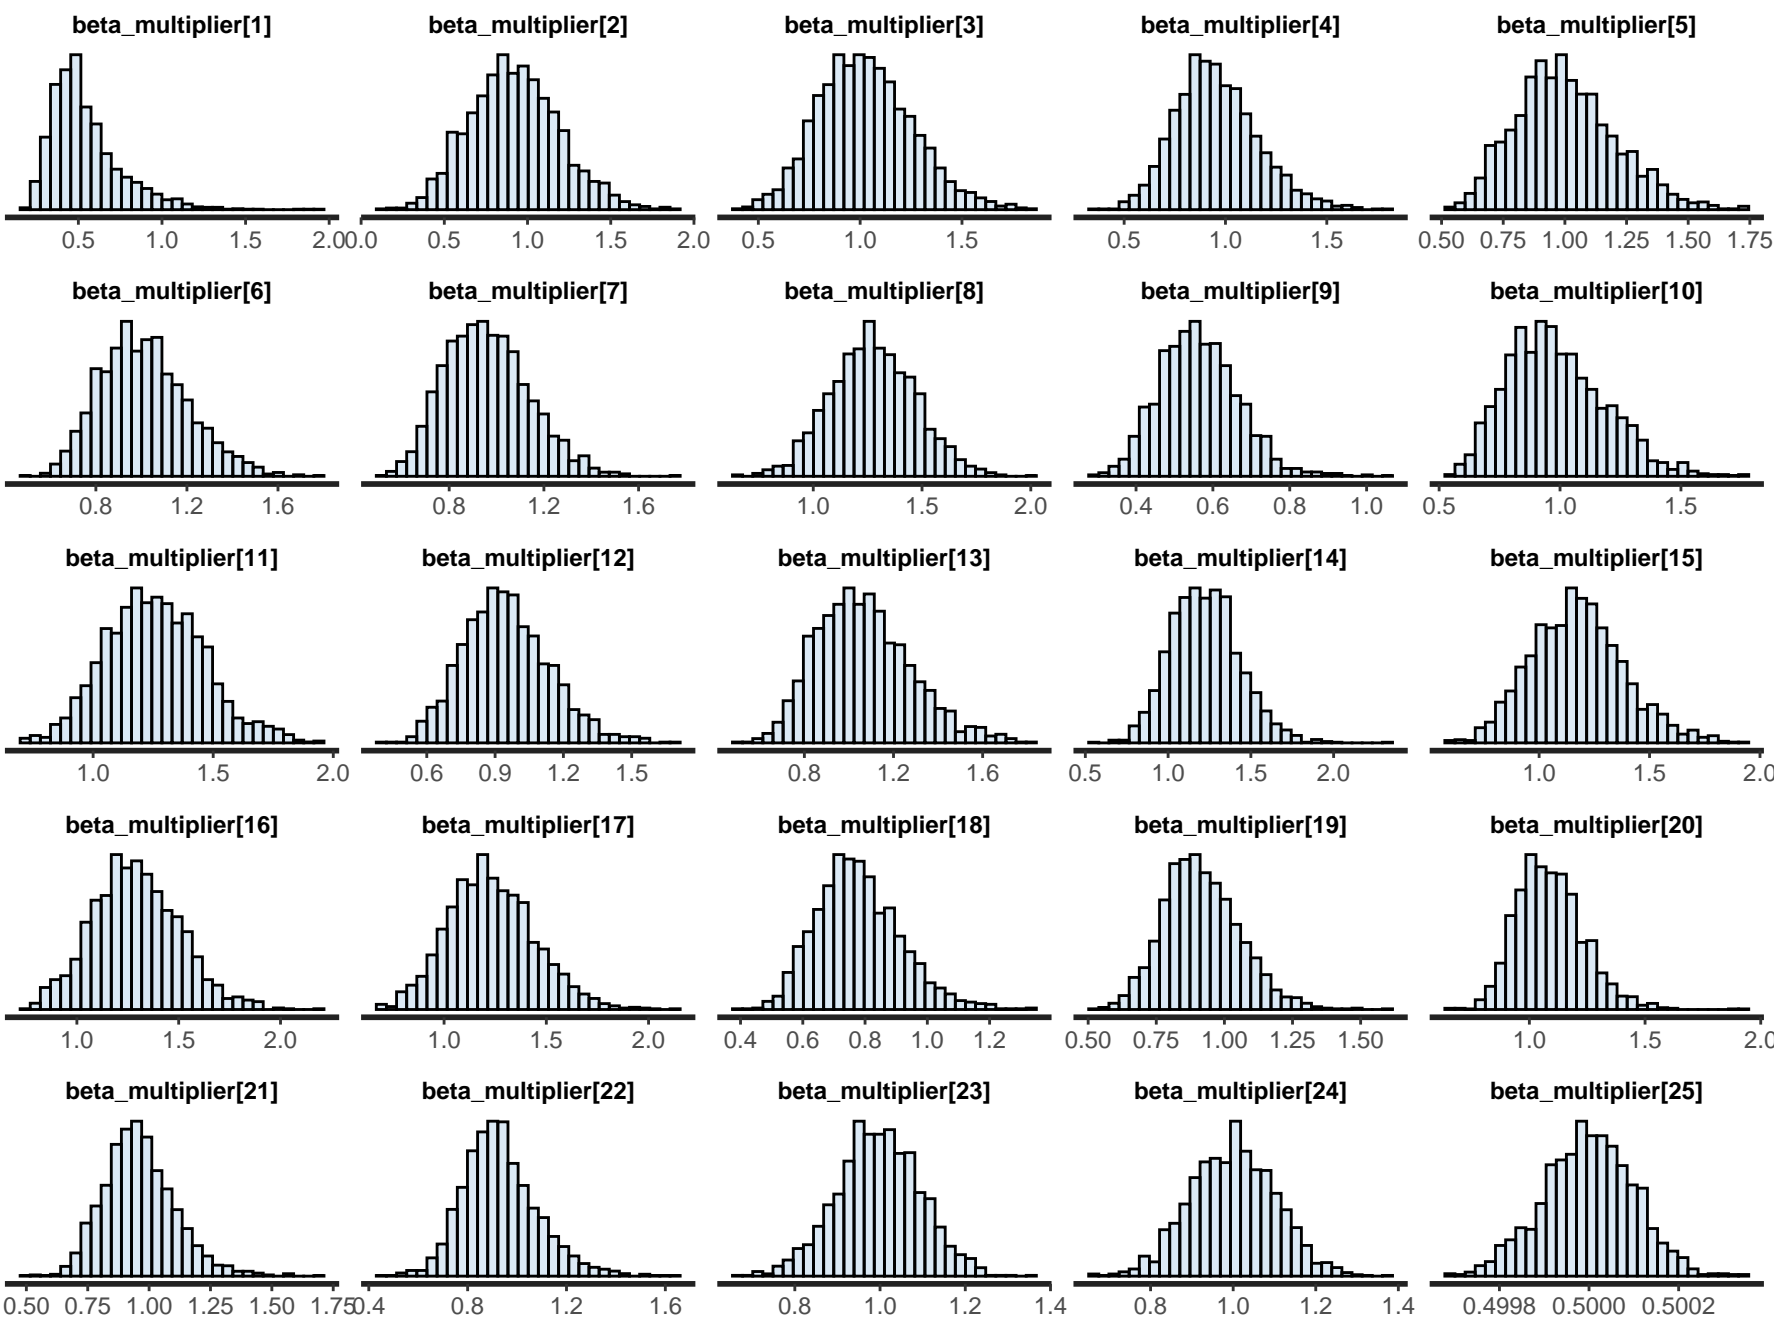 beta_multiplier[1] beta_multiplier[2] beta_multiplier[3] beta_multiplier[4] beta_multiplier[5]
0.5 1.0 1.5 2.0 0.0 0.5 1.0 1.5 2.0 0.5 1.0 1.5 0.5 1.0 1.5 0.50 0.75 1.00 1.25 1.50 1.75
beta_multiplier[6] beta_multiplier[7] beta_multiplier[8] beta_multiplier[9] beta_multiplier[10]
0.8 1.2 1.6 0.8 1.2 1.6 1.0 1.5 2.0 0.4 0.6 0.8 1.0 0.5 1.0 1.5
beta_multiplier[11] beta_multiplier[12] beta_multiplier[13] beta_multiplier[14] beta_multiplier[15]
1.0 1.5 2.0 0.6 0.9 1.2 1.5 0.8 1.2 1.6 0.5 1.0 1.5 2.0 1.0 1.5 2.0
beta_multiplier[16] beta_multiplier[17] beta_multiplier[18] beta_multiplier[19] beta_multiplier[20]
1.0 1.5 2.0 1.0 1.5 2.0 0.4 0.6 0.8 1.0 1.2 0.50 0.75 1.00 1.25 1.50 1.0 1.5 2.0
beta_multiplier[21] beta_multiplier[22] beta_multiplier[23] beta_multiplier[24] beta_multiplier[25]
0.50 0.75 1.00 1.25 1.50 1.75 0.4 0.8 1.2 1.6 0.8 1.0 1.2 1.4 0.8 1.0 1.2 1.4 0.4998 0.5000 0.5002